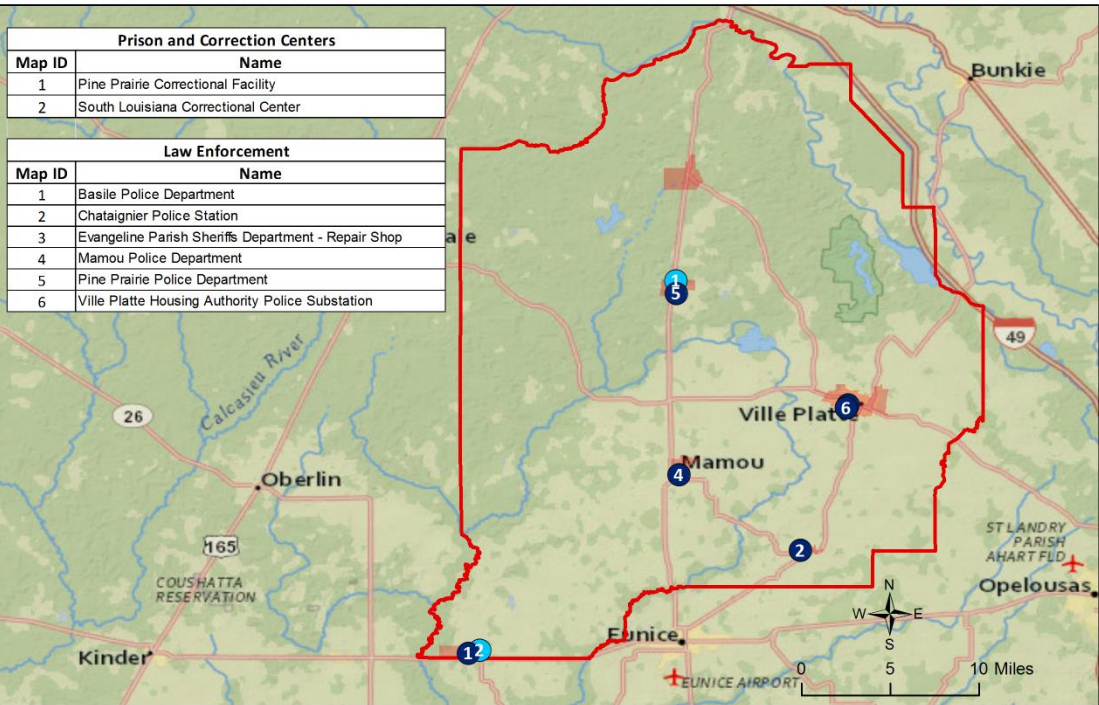 Prison and Correction Centers
Map ID Name
1 Pine Prairie Correctional Facility
2 South Louisiana Correctional Center
Law Enforcement
Map ID Name
1 Basile Police Department
2 Chataignier Police Station
3 Evangeline Parish Sheriffs Department - Repair Shop
4 Mamou Police Department
5 Pine Prairie Police Department
6 Ville Platte Housing Authority Police Substation
Bunkie
ale
1
5
49
Calcasieu River
26
Ville Platte
6
Mamou
4
Oberlin
165
2
ST LANDRY
PARISH
AHART FLD
COUSHATTA
RESERVATION
Opelousas
N
W E
S
Eunice
Kinder
1 2
EUNICE AIRPORT
0 5 10 Miles